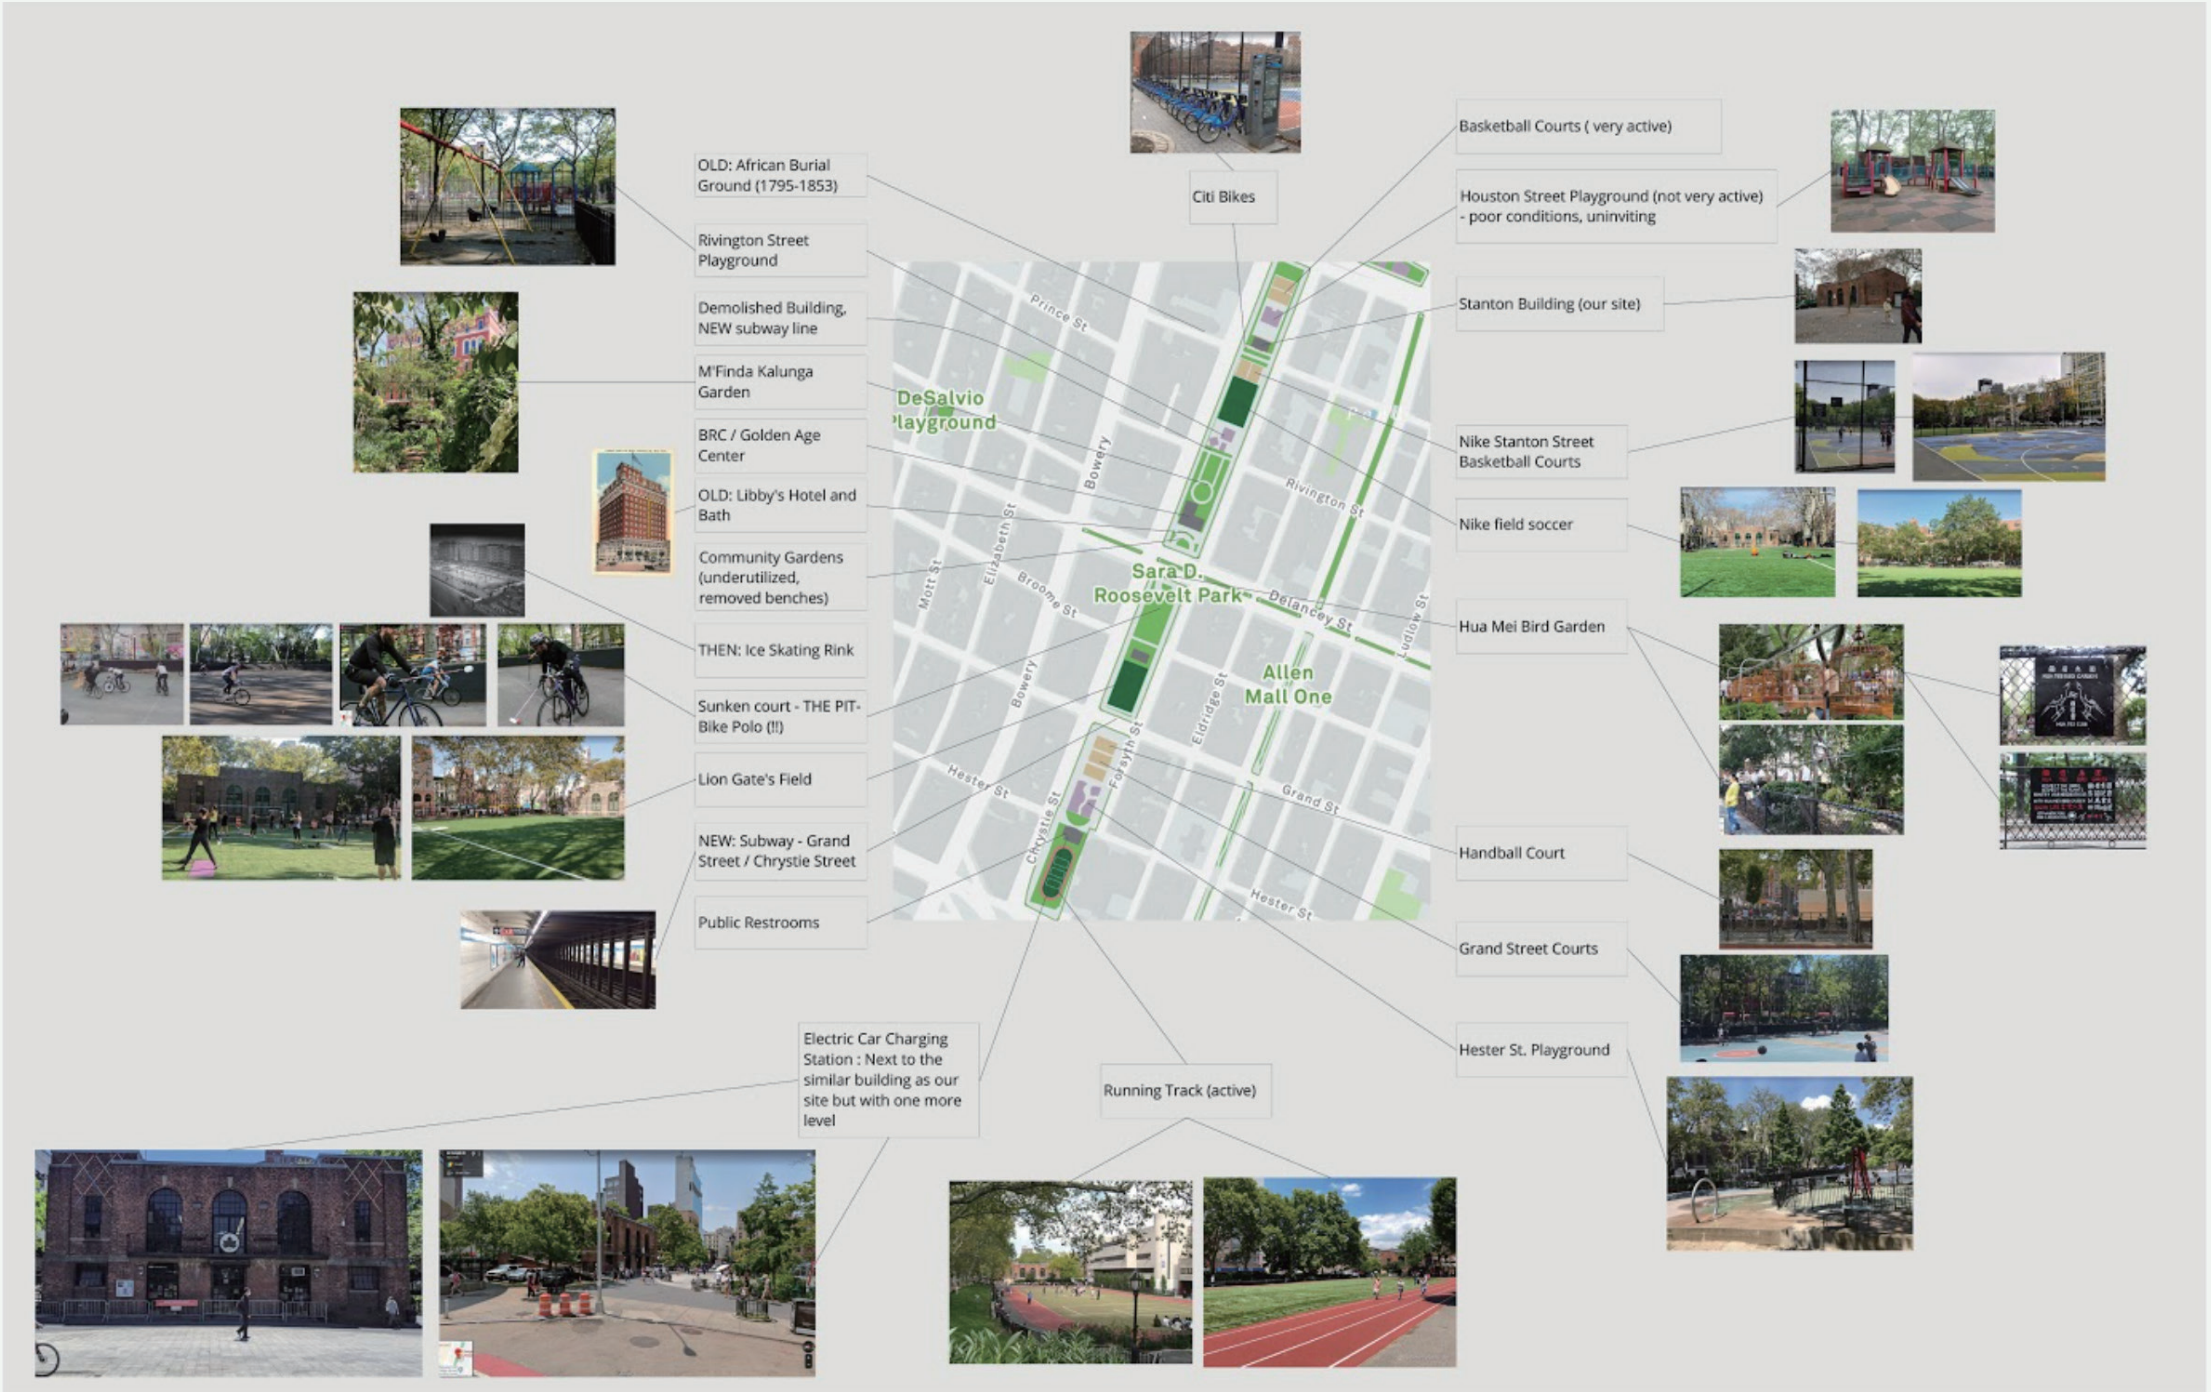 OLD: African Burial
Ground (1795-1853)
Rivington Street
Playground
Demolished Building,
NEW subway line
M'Finda Kalunga
Garden
BRC / Golden Age
Center
OLD: Libby's Hotel and
Bath
Community Gardens
(underutilized,
removed benches)
THEN: Ice Skating Rink
Sunken court - THE PIT-
Bike Polo (!!)
Lion Gate's Field
NEW: Subway - Grand
Street / Chrystie Street
Public Restrooms
Electric Car Charging
Station : Next to the
similar building as our
site but with one more
level
Citi Bikes
Prince St
DeSalvio
Playground
Bowery
Rivington St
Elizabeth St
Mott St
Broome St
Sara D.
Roosevelt Park
Delancey St
Ludlow St
Allen
Mall One
Bowery
Eldridge St
Forsyth St
Hester St
Grand St
Chrystie St
Hester St
Running Track (active)
Basketball Courts ( very active)
Houston Street Playground (not very active)
- poor conditions, uninviting
Stanton Building (our site)
Nike Stanton Street
Basketball Courts
Nike field soccer
Hua Mei Bird Garden
Handball Court
Grand Street Courts
Hester St. Playground